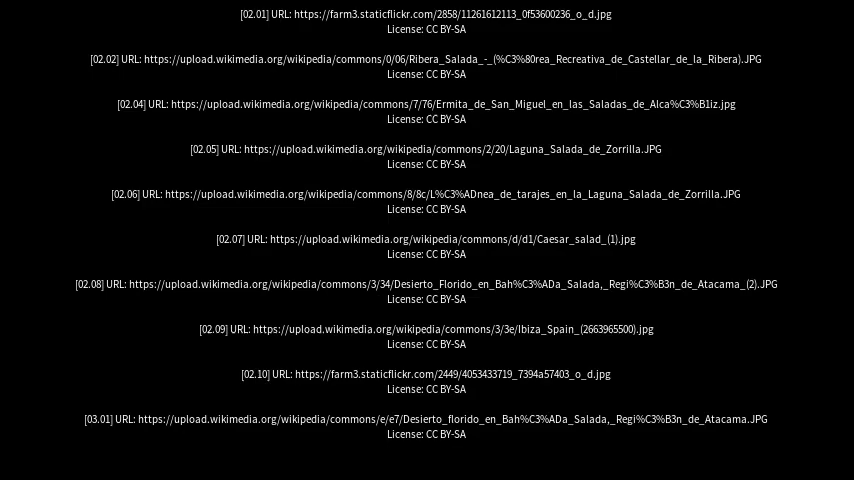 [02.01] URL: https://farm3.staticflickr.com/2858/11261612113_0f53600236_o_d.jpg
License: CC BY-SA
[02.02] URL: https://upload.wikimedia.org/wikipedia/commons/0/06/Ribera_Salada_-_(%C3%80rea_Recreativa_de_Castellar_de_la_Ribera).JPG
License: CC BY-SA
[02.04] URL: https://upload.wikimedia.org/wikipedia/commons/7/76/Ermita_de_San_Miguel_en_las_Saladas_de_Alca%C3%B1iz.jpg
License: CC BY-SA
[02.05] URL: https://upload.wikimedia.org/wikipedia/commons/2/20/Laguna_Salada_de_Zorrilla.JPG
License: CC BY-SA
[02.06] URL: https://upload.wikimedia.org/wikipedia/commons/8/8c/L%C3%ADnea_de_tarajes_en_la_Laguna_Salada_de_Zorrilla.JPG
License: CC BY-SA
[02.07] URL: https://upload.wikimedia.org/wikipedia/commons/d/d1/Caesar_salad_(1).jpg
License: CC BY-SA
[02.08] URL: https://upload.wikimedia.org/wikipedia/commons/3/34/Desierto_Florido_en_Bah%C3%ADa_Salada,_Regi%C3%B3n_de_Atacama_(2).JPG
License: CC BY-SA
[02.09] URL: https://upload.wikimedia.org/wikipedia/commons/3/3e/Ibiza_Spain_(2663965500).jpg
License: CC BY-SA
[02.10] URL: https://farm3.staticflickr.com/2449/4053433719_7394a57403_o_d.jpg
License: CC BY-SA
[03.01] URL: https://upload.wikimedia.org/wikipedia/commons/e/e7/Desierto_florido_en_Bah%C3%ADa_Salada,_Regi%C3%B3n_de_Atacama.JPG
License: CC BY-SA